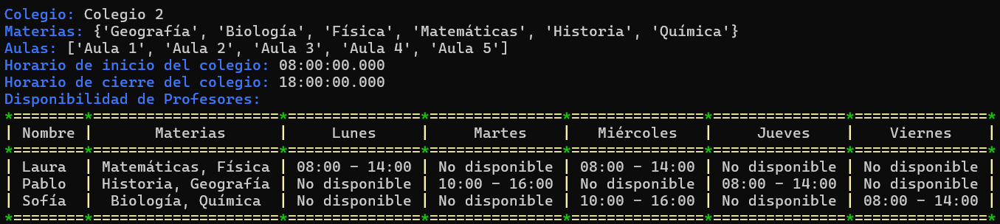 Colegio: Colegio 2
Materias: {'Geografía', 'Biología', 'Física', 'Matemáticas', 'Historia', 'Química'}
Aulas: ['Aula 1', 'Aula 2', 'Aula 3', 'Aula 4', 'Aula 5']
Horario de inicio del colegio: 08:00:00.000
Horario de cierre del colegio: 18:00:00.000
Disponibilidad de Profesores:
*========*=====================*===============*===============*===============*===============*===============*
| Nombre |       Materias      |     Lunes     |     Martes    |   Miércoles   |     Jueves    |    Viernes    |
*========*=====================*===============*===============*===============*===============*===============*
| Laura  | Matemáticas, Física | 08:00 - 14:00 | No disponible | 08:00 - 14:00 | No disponible | No disponible |
| Pablo  | Historia, Geografía | No disponible | 10:00 - 16:00 | No disponible | 08:00 - 14:00 | No disponible |
| Sofía  |  Biología, Química  | No disponible | No disponible | 10:00 - 16:00 | No disponible | 08:00 - 14:00 |
*========*=====================*===============*===============*===============*===============*===============*